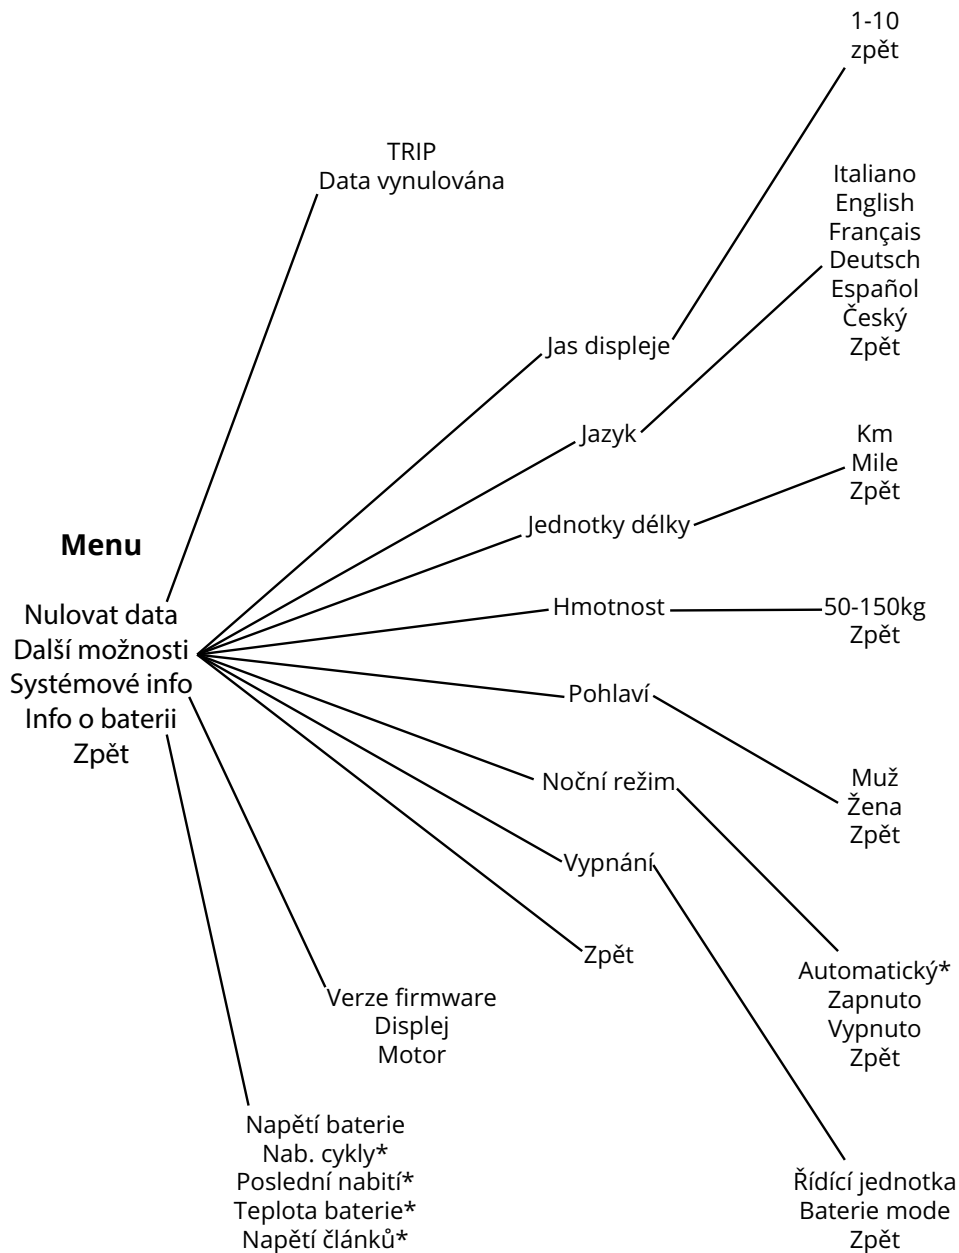 Menu
Nulovat data
Další možnosti
Systémové info
Info o baterii
Zpět
TRIP
Data vynulována
Jas displeje
Jazyk
Jednotky délky
Hmotnost
Pohlaví
Noční režim
Vypnání
Zpět
1-10
zpět
Italiano
English
Français
Deutsch
Español
Český
Zpět
Km
Mile
Zpět
50-150kg
Zpět
Muž
Žena
Zpět
Automatický*
Zapnuto
Vypnuto
Zpět
Řídící jednotka
Baterie mode
Zpět
Verze firmware
Displej
Motor
Napětí baterie
Nab. cykly*
Poslední nabití*
Teplota baterie*
Napětí článků*